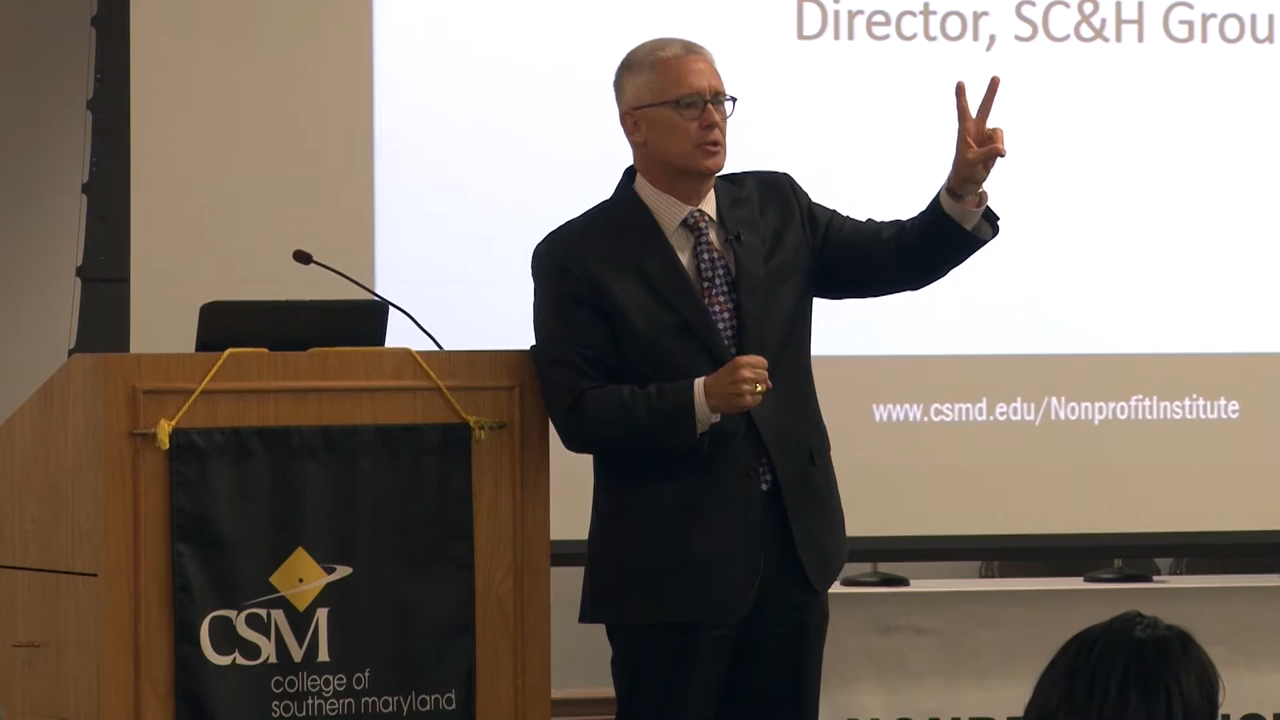 Director, SC&H Grou
www.csmd.edu/NonprofitInstitute
CSM
college of
southern maryland